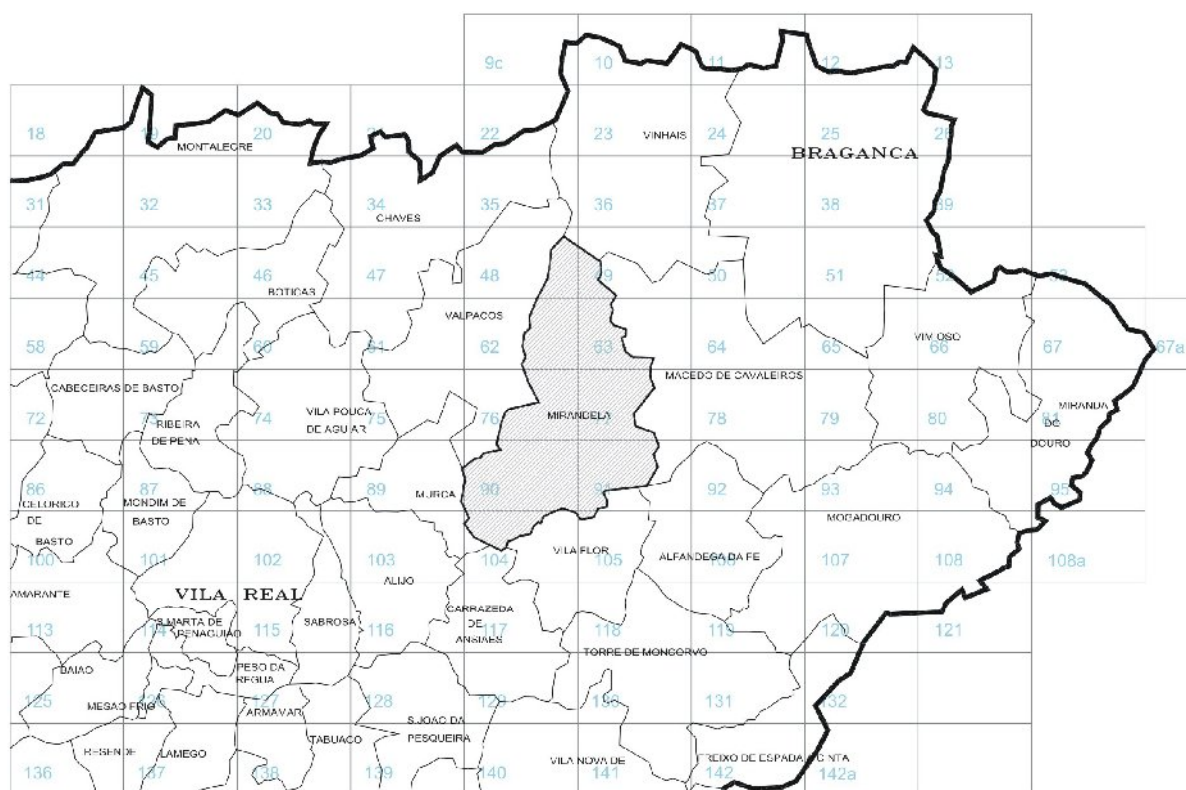 9c 10 11 12 13
18 19 20 21 22 23 24 25 26
MONTALEGRE
VINHAIS
BRAGANCA
31 32 33 34 35 36 37 38 39
CHAVES
44 45 46 47 48 49 50 51 52 53
BOTICAS
VALPACOS
58 59 60 61 62 63 64 65 66 67 67a
VIMIOSO
CABECEIRAS DE BASTO
MACEDO DE CAVALEIROS
72 73 74 75 76 77 78 79 80 81
RIBEIRA
DE PENA
VILA POUCA
DE AGUIAR
MIRANDELA
MIRANDA
DO
DOURO
86 87 88 89 90 91 92 93 94 95
CELORICO
DE
BASTO
MONDIM DE
BASTO
MURCA
MOGADOURO
100 101 102 103 104 105 106 107 108 108a
ALIJO
VILA FLOR
ALFANDEGA DA FE
AMARANTE
VILA REAL
113 114 115 116 117 118 119 120 121
S.MARTA DE
PENAGUIAO
SABROSA
CARRAZEDA
DE
ANSIAES
TORRE DE MONCORVO
BAIAO
PESO DA
REGUA
125 126 127 128 129 130 131 132
MESAO FRIO
ARMAMAR
S.JOAO DA
PESQUEIRA
RESENDE
LAMEGO
TABUACO
VILA NOVA DE
FREIXO DE ESPADA A CINTA
136 137 138 139 140 141 142 142a